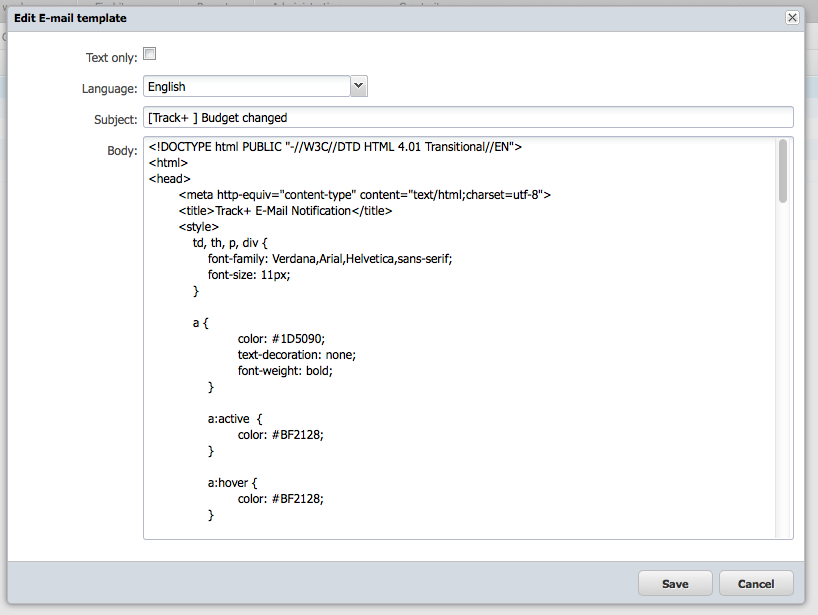 Edit E-mail template
Text only:
Language: English
Subject: [Track+ ] Budget changed
Body: <!DOCTYPE html PUBLIC "-//W3C//DTD HTML 4.01 Transitional//EN">
<html>
<head>
<meta http-equiv="content-type" content="text/html;charset=utf-8">
<title>Track+ E-Mail Notification</title>
<style>
td, th, p, div {
font-family: Verdana,Arial,Helvetica,sans-serif;
font-size: 11px;
}
a {
color: #1D5090;
text-decoration: none;
font-weight: bold;
}
a:active {
color: #BF2128;
}
a:hover {
color: #BF2128;
}
Save Cancel